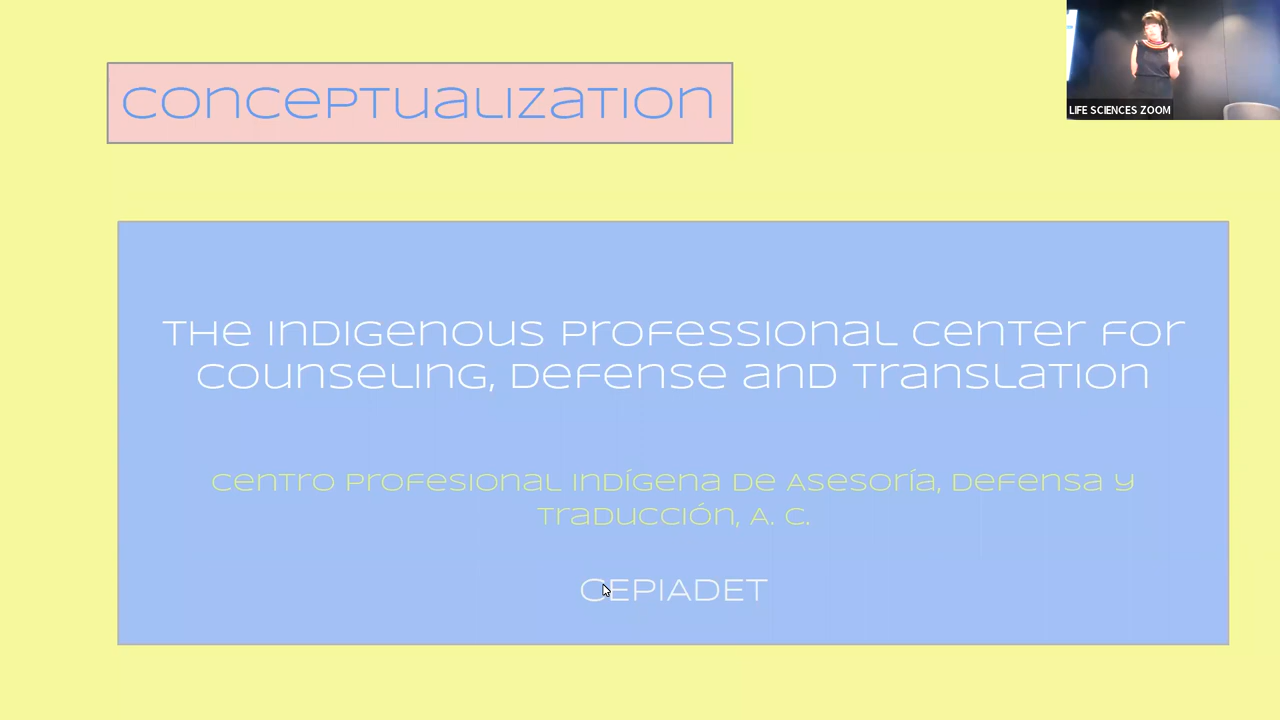 Conceptualization
LIFE SCIENCES ZOOM
The Indigenous Professional Center for
Counseling, Defense and Translation
Centro Profesional Indígena de Asesoría, Defensa y
Traducción, A. C.
CEPIADET